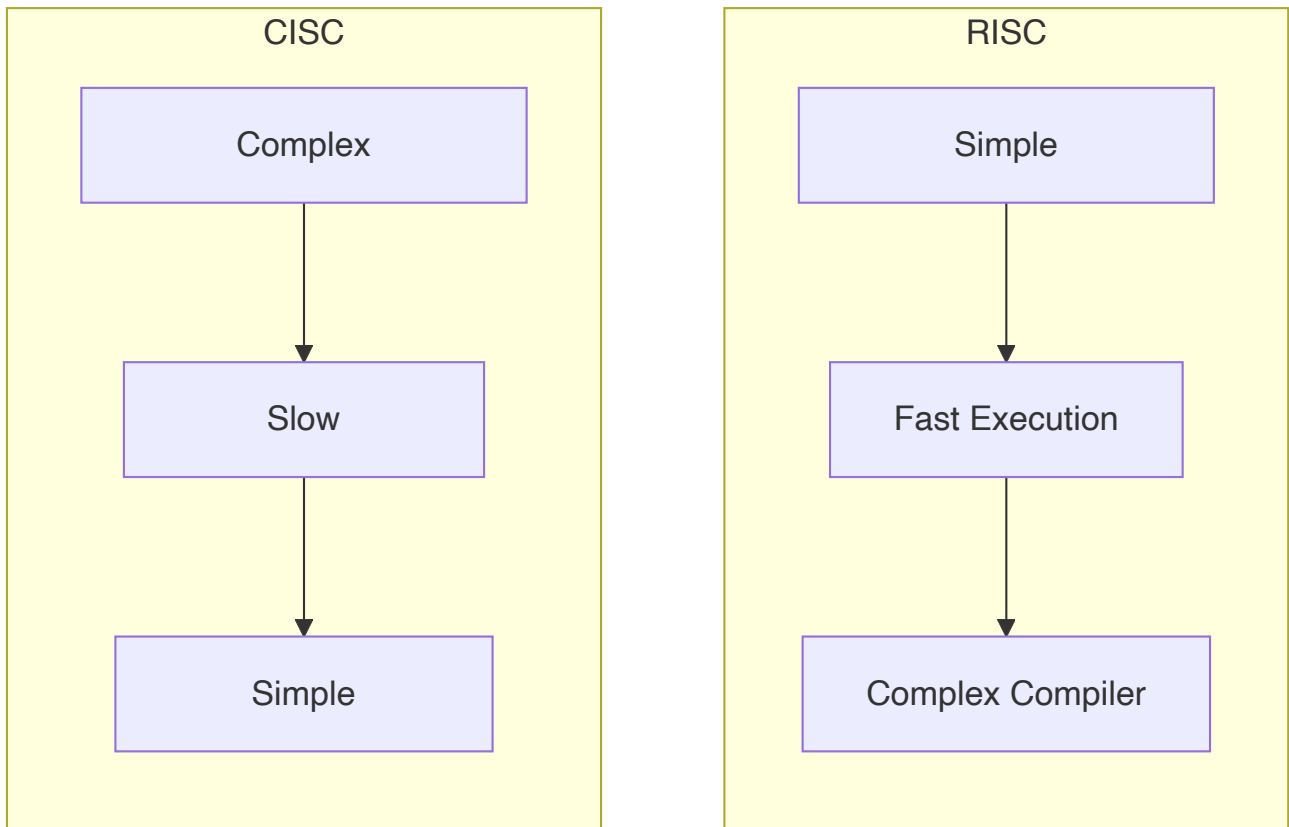 CISC
Complex
Slow
Simple
RISC
Simple
Fast Execution
Complex Compiler